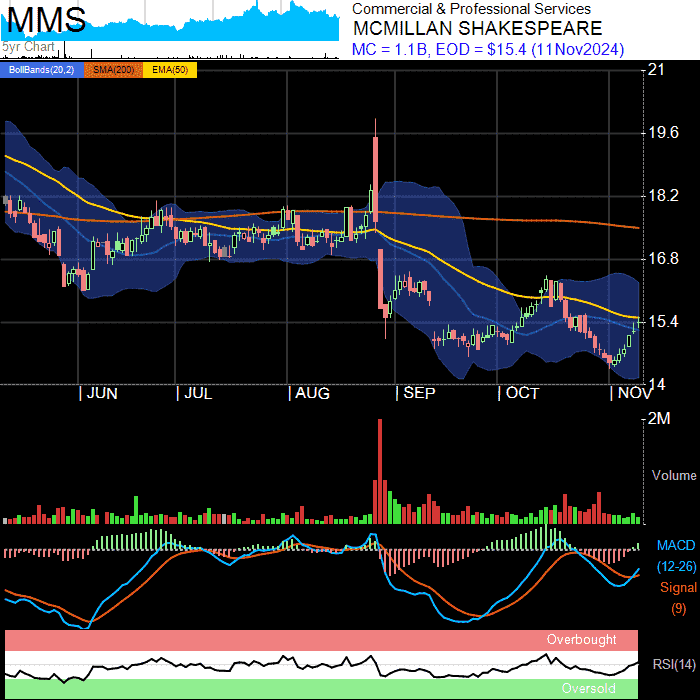 MMS
5yr Chart
Commercial & Professional Services
MCMILLAN SHAKESPEARE
MC = 1.1B, EOD = $15.4 (11Nov2024)
BollBands(20,2) SMA(200) EMA(50)
21
19.6
18.2
16.8
15.4
14
JUN JUL AUG SEP OCT NOV
2M
Volume
MACD
(12-26)
Signal
(9)
Overbought
RSI(14)
Oversold